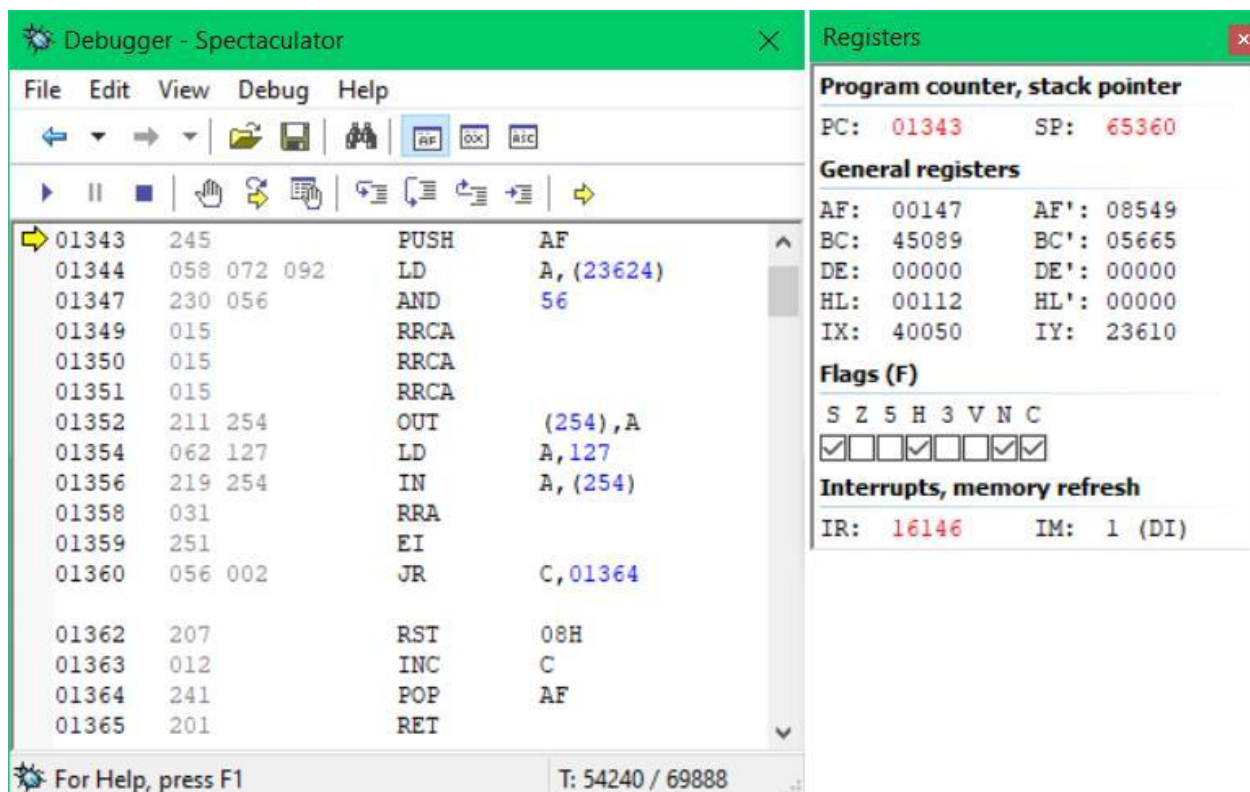 Debugger - Spectaculator
File Edit View Debug Help
AF 0X ASC
01343 245 PUSH AF
01344 058 072 092 LD A,(23624)
01347 230 056 AND 56
01349 015 RRCA
01350 015 RRCA
01351 015 RRCA
01352 211 254 OUT (254),A
01354 062 127 LD A,127
01356 219 254 IN A,(254)
01358 031 RRA
01359 251 EI
01360 056 002 JR C,01364
01362 207 RST 08H
01363 012 INC C
01364 241 POP AF
01365 201 RET
For Help, press F1 T: 54240 / 69888
Registers
Program counter, stack pointer
PC: 01343 SP: 65360
General registers
AF: 00147 AF': 08549
BC: 45089 BC': 05665
DE: 00000 DE': 00000
HL: 00112 HL': 00000
IX: 40050 IY: 23610
Flags (F)
S Z 5 H 3 V N C
Interrupts, memory refresh
IR: 16146 IM: 1 (DI)